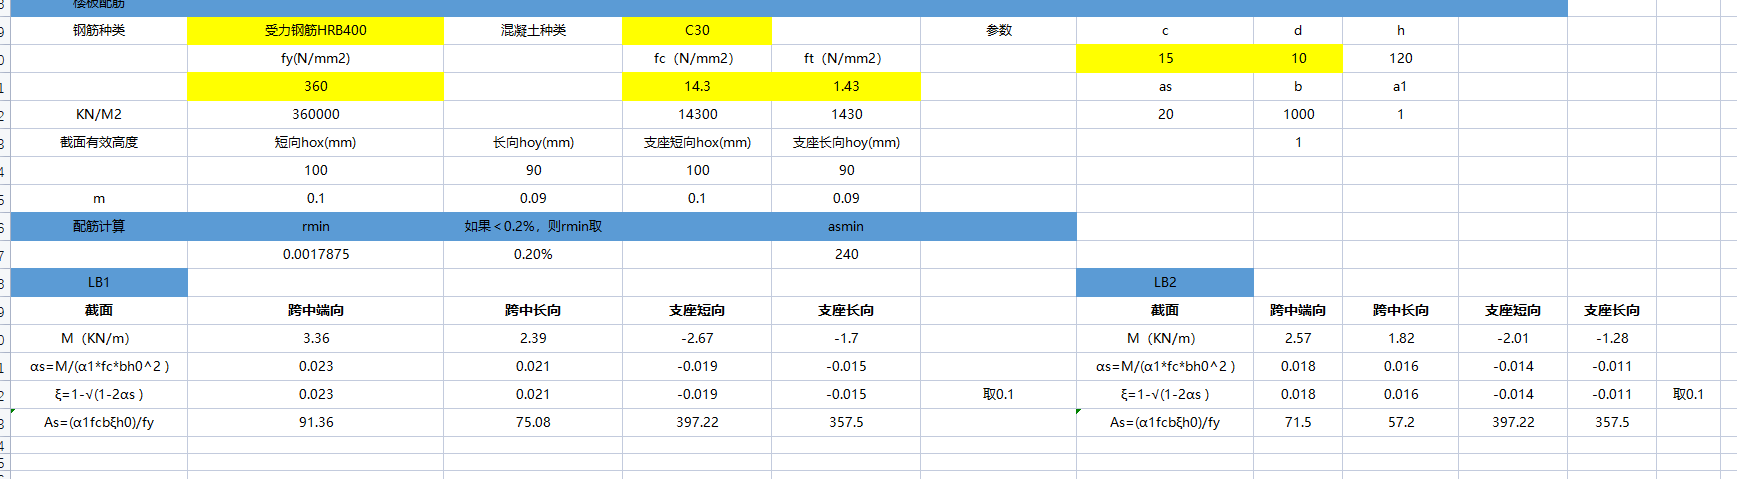 楼板配筋
钢筋种类 受力钢筋HRB400 混凝土种类 C30 参数 c d h
fy(N/mm2) fc（N/mm2） ft（N/mm2） 15 10 120
360 14.3 1.43 as b a1
KN/M2 360000 14300 1430 20 1000 1
截面有效高度 短向hox(mm) 长向hoy(mm) 支座短向hox(mm) 支座长向hoy(mm) 1
100 90 100 90
m 0.1 0.09 0.1 0.09
配筋计算 rmin 如果＜0.2%，则rmin取 asmin
0.0017875 0.20% 240
LB1 LB2
截面 跨中端向 跨中长向 支座短向 支座长向 截面 跨中端向 跨中长向 支座短向 支座长向
M（KN/m） 3.36 2.39 -2.67 -1.7 M（KN/m） 2.57 1.82 -2.01 -1.28
αs=M/(α1*fc*bh0^2 ) 0.023 0.021 -0.019 -0.015 αs=M/(α1*fc*bh0^2 ) 0.018 0.016 -0.014 -0.011
ξ=1-√(1-2αs ) 0.023 0.021 -0.019 -0.015 取0.1 ξ=1-√(1-2αs ) 0.018 0.016 -0.014 -0.011 取0.1
As=(α1fcbξh0)/fy 91.36 75.08 397.22 357.5 As=(α1fcbξh0)/fy 71.5 57.2 397.22 357.5